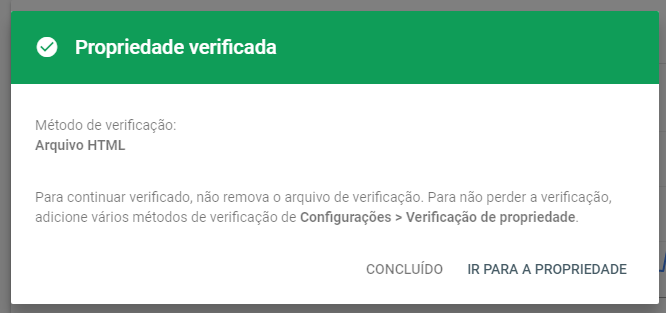 Propriedade verificada
Método de verificação:
Arquivo HTML
Para continuar verificado, não remova o arquivo de verificação. Para não perder a verificação,
adicione vários métodos de verificação de Configurações > Verificação de propriedade.
CONCLUÍDO IR PARA A PROPRIEDADE